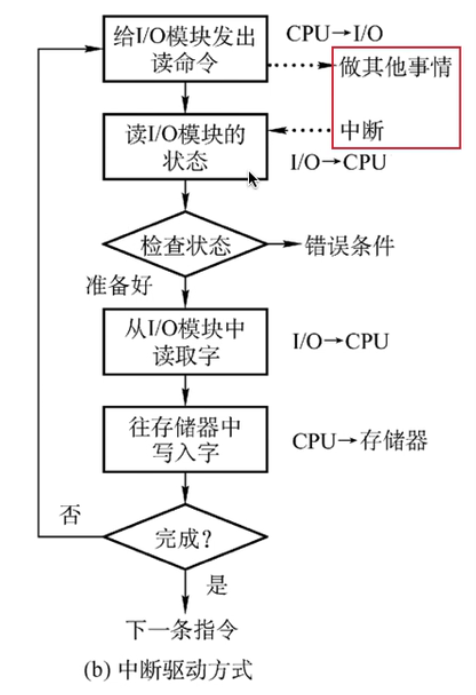 给I/O模块发出
读命令
CPU→I/O
做其他事情
中断
读I/O模块的
状态
I/O→CPU
检查状态
错误条件
准备好
从I/O模块中
读取字
I/O→CPU
往存储器中
写入字
CPU→存储器
否
完成?
是
下一条指令
(b) 中断驱动方式